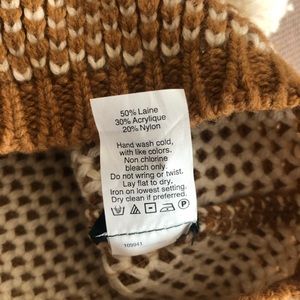 50% Laine
30% Acrylique
20% Nylon
Hand wash cold,
with like colors.
Non chlorine
bleach only.
Do not wring or twist.
Lay flat to dry.
Iron on lowest setting.
Dry clean if preferred.
P
109941